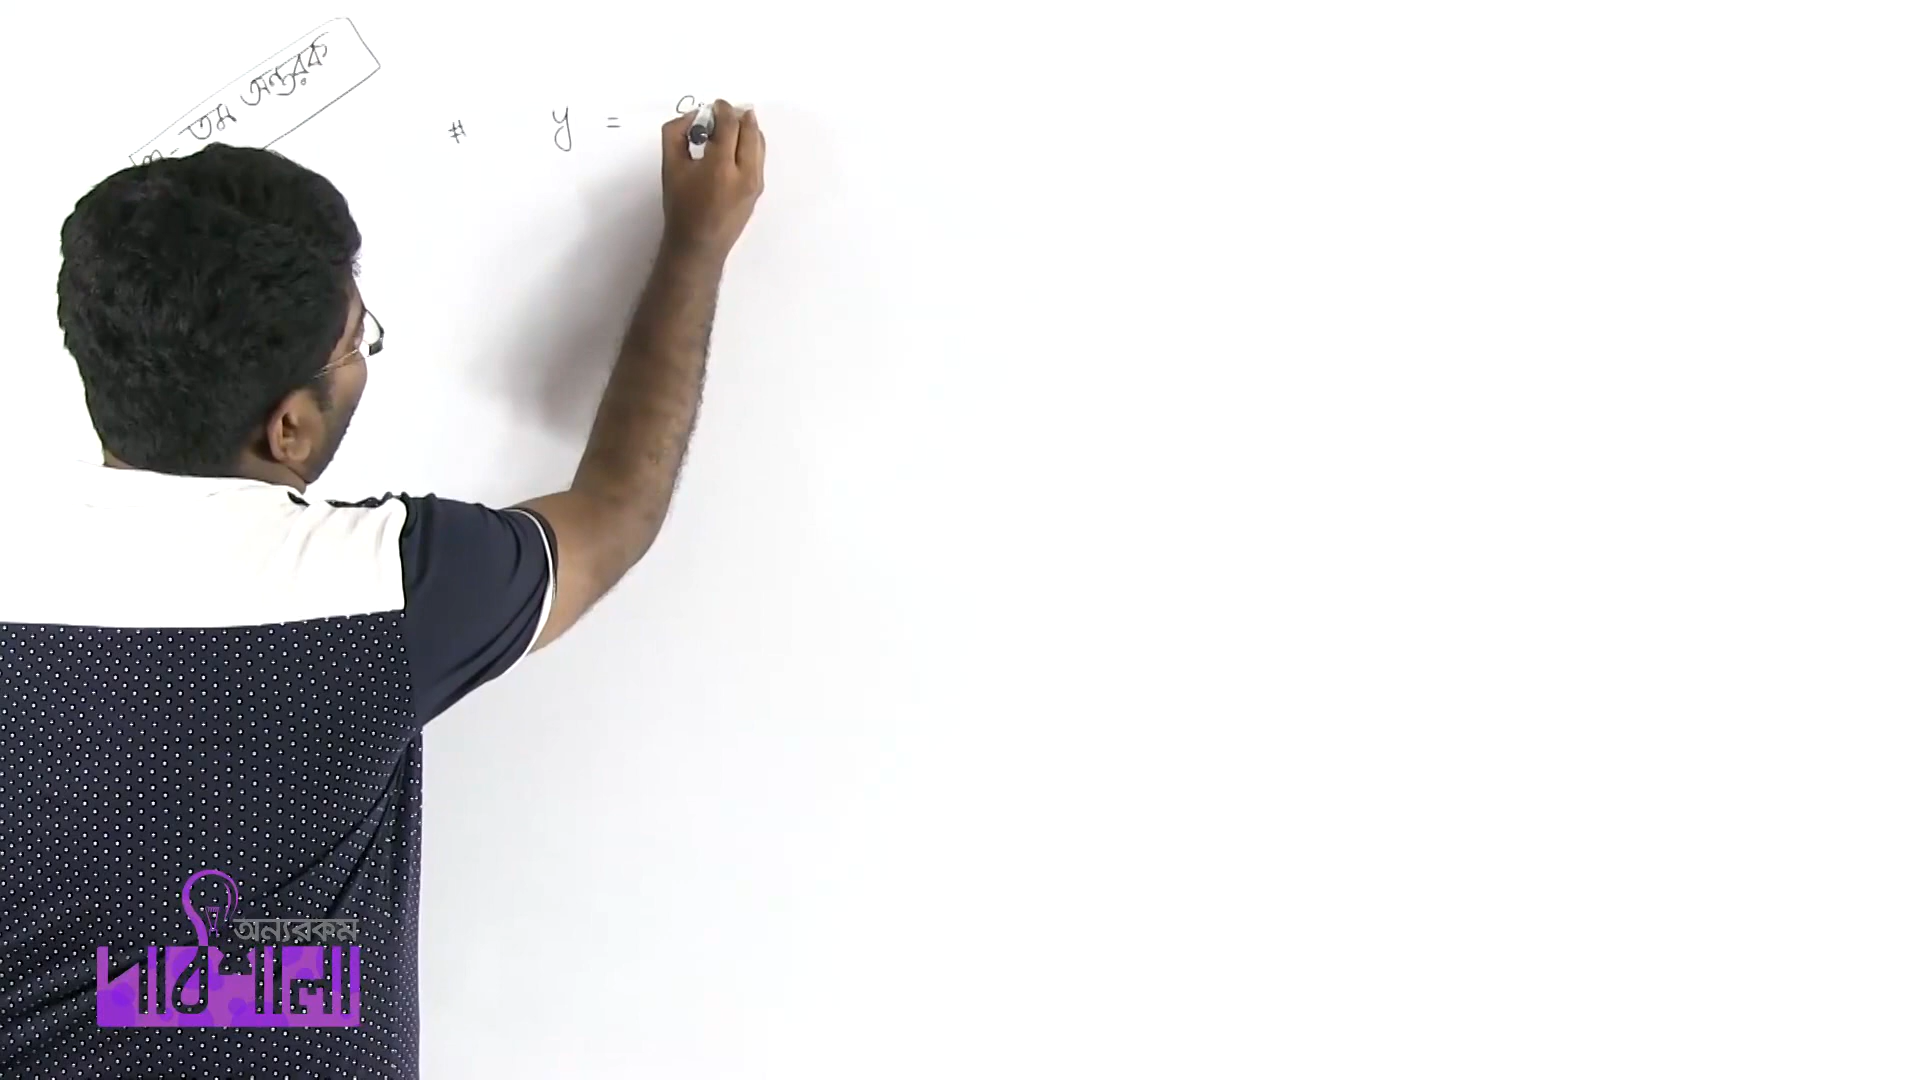 n-তম অন্তরক
# y =
অন্যরকম
পাঠশালা